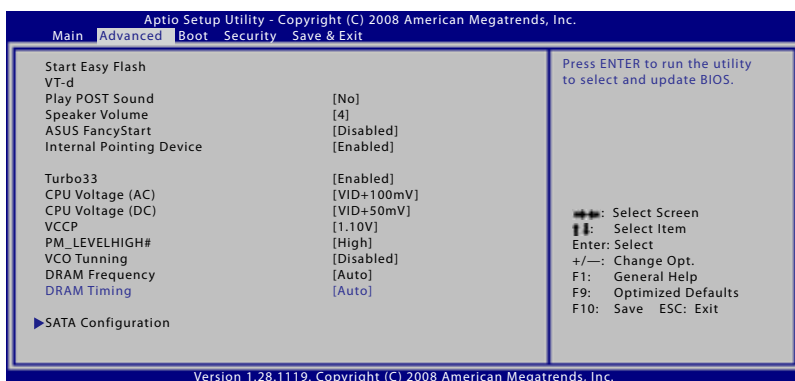 Aptio Setup Utility - Copyright (C) 2008 American Megatrends, Inc.
Main Advanced Boot Security Save & Exit
Start Easy Flash
VT-d
Play POST Sound [No]
Speaker Volume [4]
ASUS FancyStart [Disabled]
Internal Pointing Device [Enabled]
Turbo33 [Enabled]
CPU Voltage (AC) [VID+100mV]
CPU Voltage (DC) [VID+50mV]
VCCP [1.10V]
PM_LEVELHIGH# [High]
VCO Tunning [Disabled]
DRAM Frequency [Auto]
DRAM Timing [Auto]
SATA Configuration
Press ENTER to run the utility
to select and update BIOS.
→←: Select Screen
↑↓: Select Item
Enter: Select
+/—: Change Opt.
F1: General Help
F9: Optimized Defaults
F10: Save ESC: Exit
Version 1.28.1119. Copyright (C) 2008 American Megatrends, Inc.